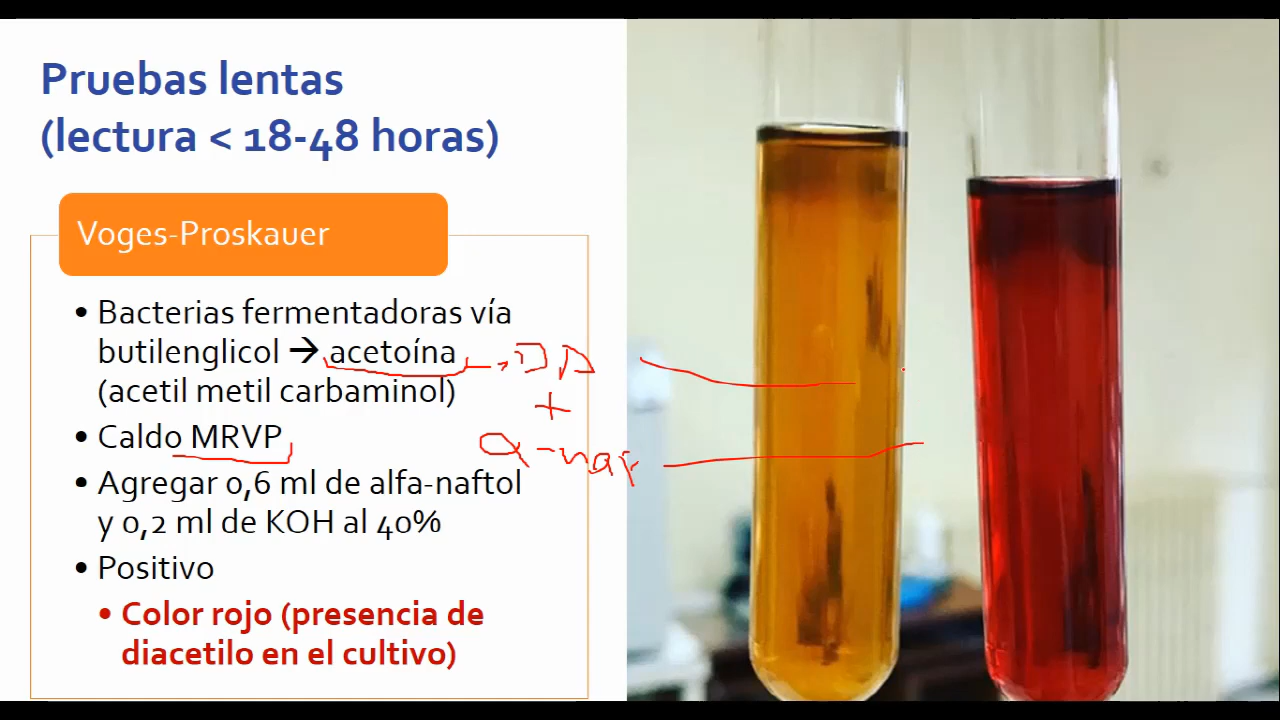 Pruebas lentas
(lectura < 18-48 horas)
Voges-Proskauer
• Bacterias fermentadoras vía
butilenglicol → acetoína
(acetil metil carbaminol)
DA
+
α-naf
• Caldo MRVP
• Agregar 0,6 ml de alfa-naftol
y 0,2 ml de KOH al 40%
• Positivo
• Color rojo (presencia de
diacetilo en el cultivo)